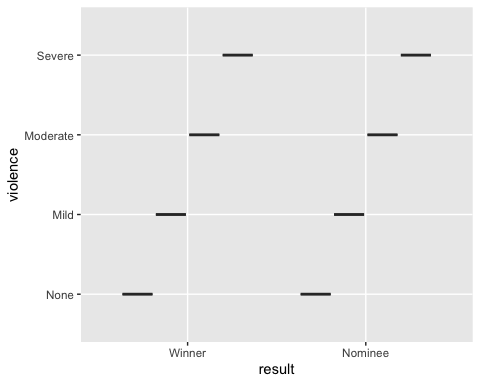 Severe
Moderate
Mild
None
violence
Winner Nominee
result